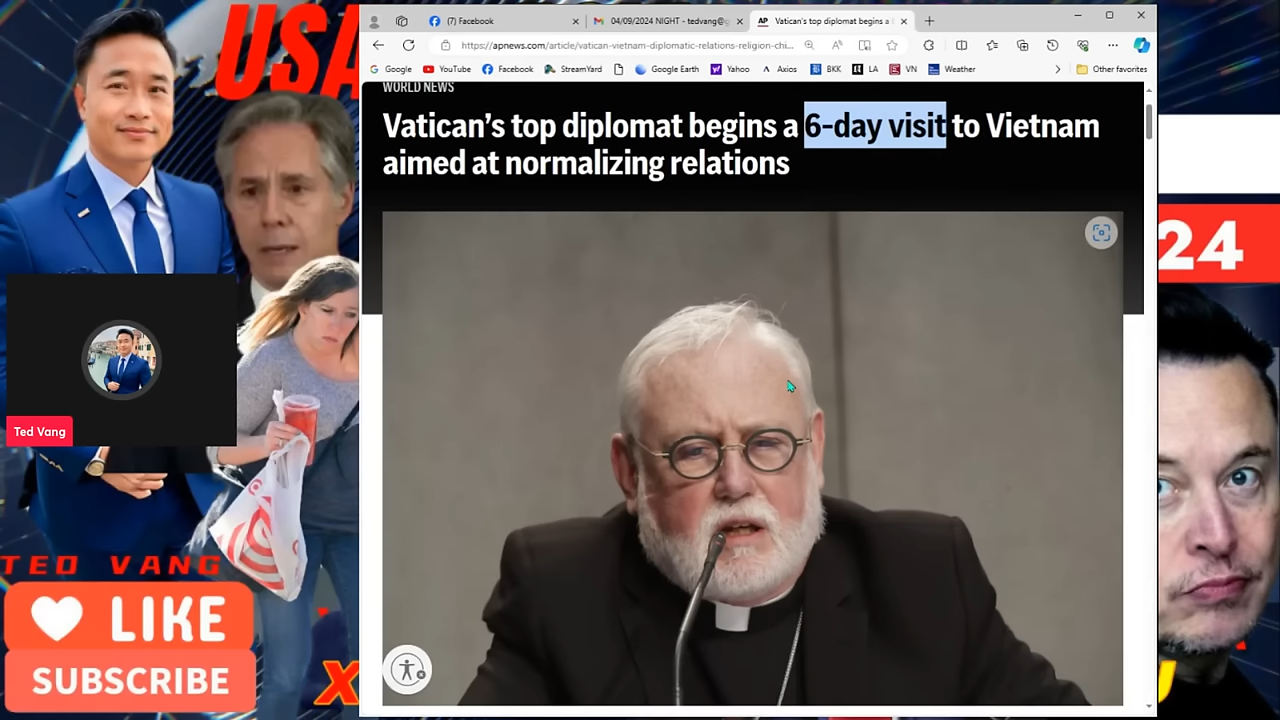 USA
(7) Facebook
04/09/2024 NIGHT - tedvang@g
AP Vatican's top diplomat begins a
https://apnews.com/article/vatican-vietnam-diplomatic-relations-religion-chi...
Google
YouTube
Facebook
StreamYard
Google Earth
Yahoo
Axios
BKK
LA
VN
Weather
Other favorites
WORLD NEWS
Vatican's top diplomat begins a 6-day visit to Vietnam
aimed at normalizing relations
24
Ted Vang
TED VANG
LIKE
SUBSCRIBE
X